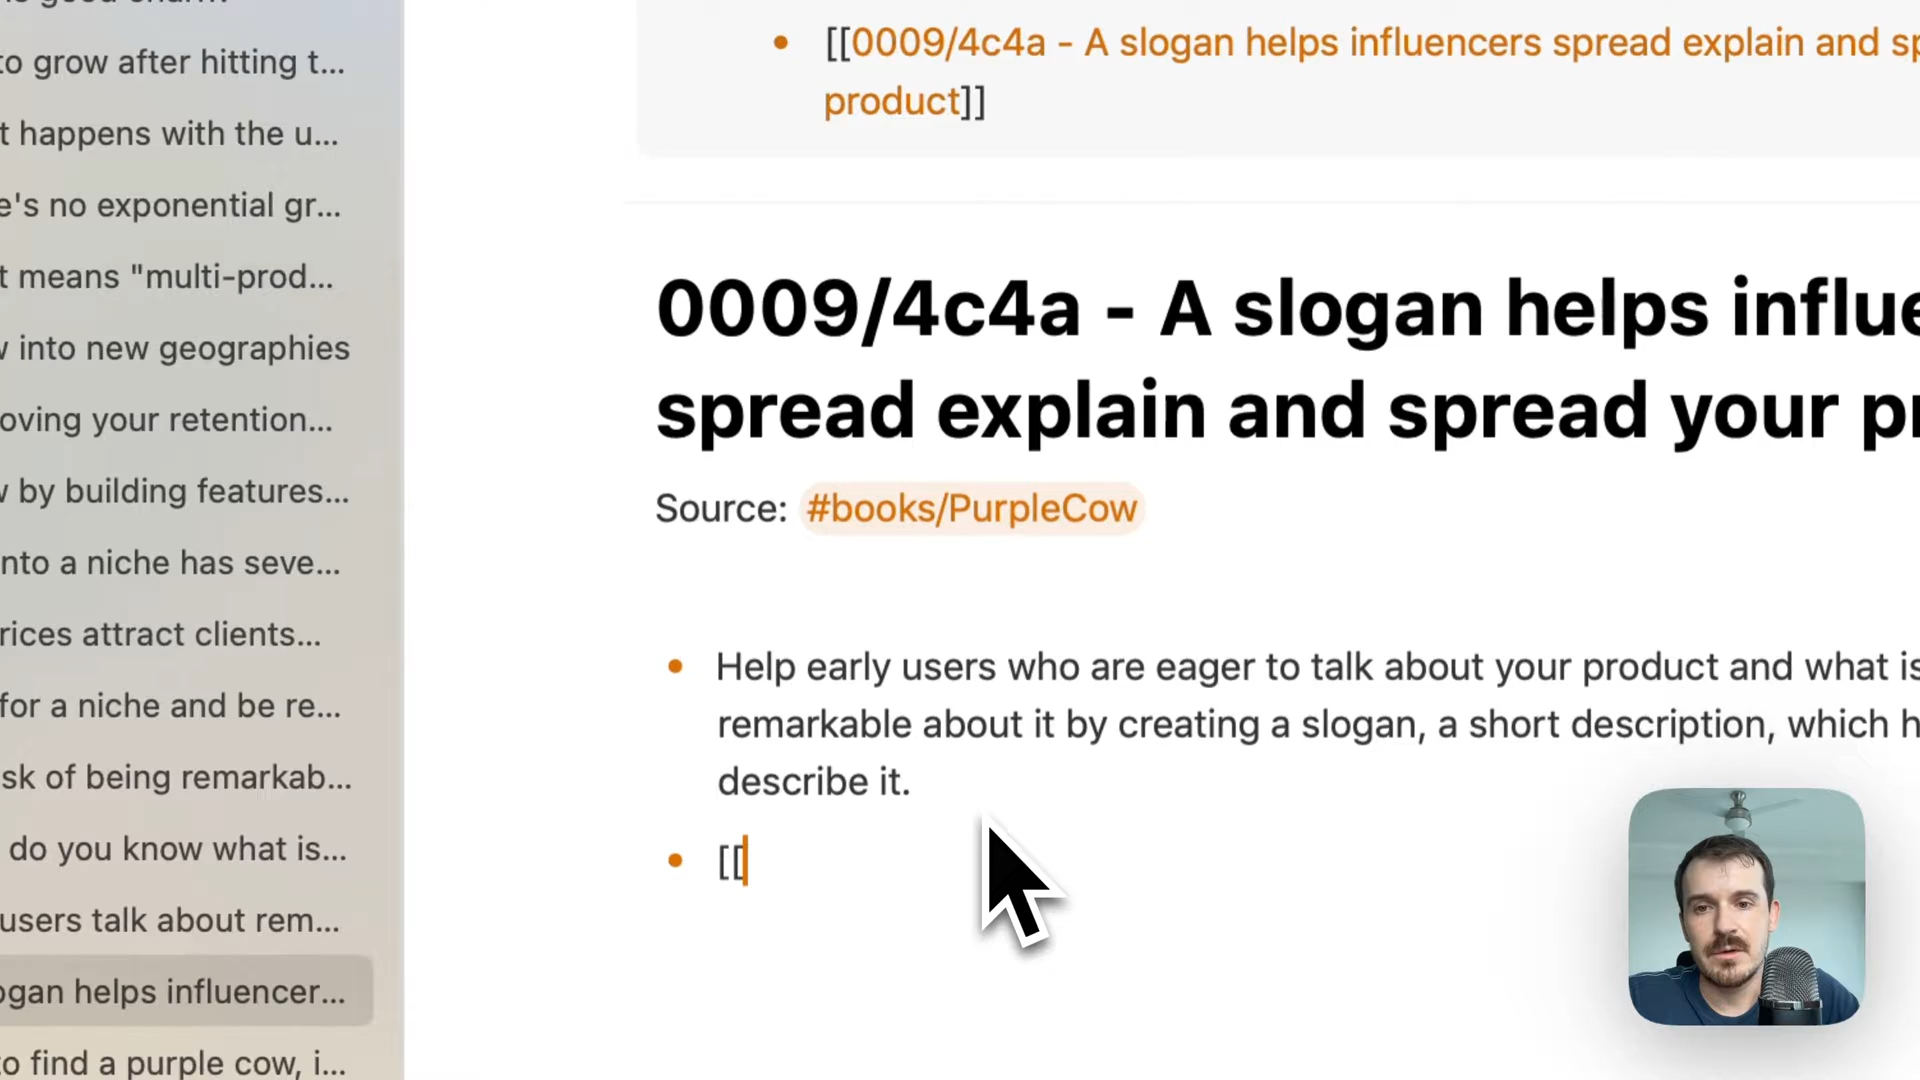 is good charm?
to grow after hitting t...
t happens with the u...
e's no exponential gr...
t means "multi-prod...
w into new geographies
oving your retention...
w by building features...
nto a niche has seve...
rices attract clients...
for a niche and be re...
sk of being remarkab...
do you know what is...
users talk about rem...
ogan helps influencer...
to find a purple cow, i...
[[0009/4c4a - A slogan helps influencers spread explain and sp
product]]
0009/4c4a - A slogan helps influe
spread explain and spread your pr
Source: #books/PurpleCow
Help early users who are eager to talk about your product and what is
remarkable about it by creating a slogan, a short description, which h
describe it.
[[